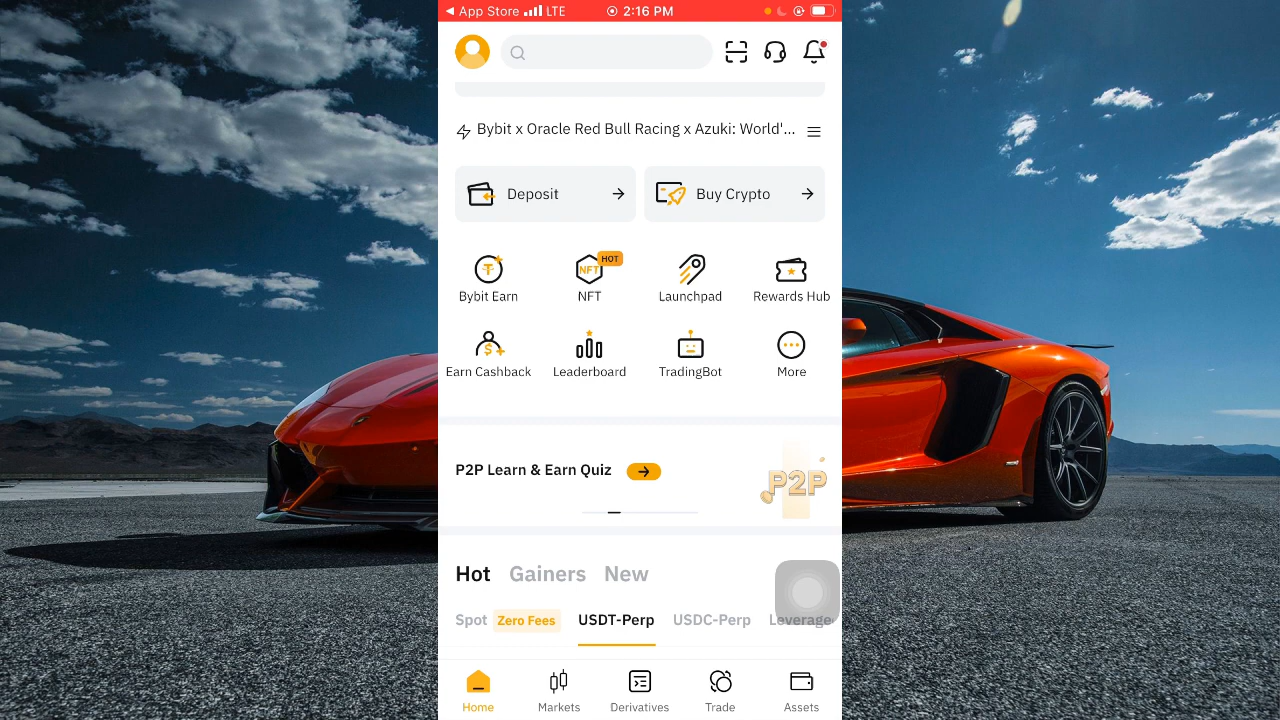 App Store LTE 2:16 PM
Bybit x Oracle Red Bull Racing x Azuki: World'...
Deposit Buy Crypto
NFT HOT
Bybit Earn NFT Launchpad Rewards Hub
Earn Cashback Leaderboard TradingBot More
P2P Learn & Earn Quiz
P2P
Hot Gainers New
Spot Zero Fees USDT-Perp USDC-Perp Leverage
Home Markets Derivatives Trade Assets